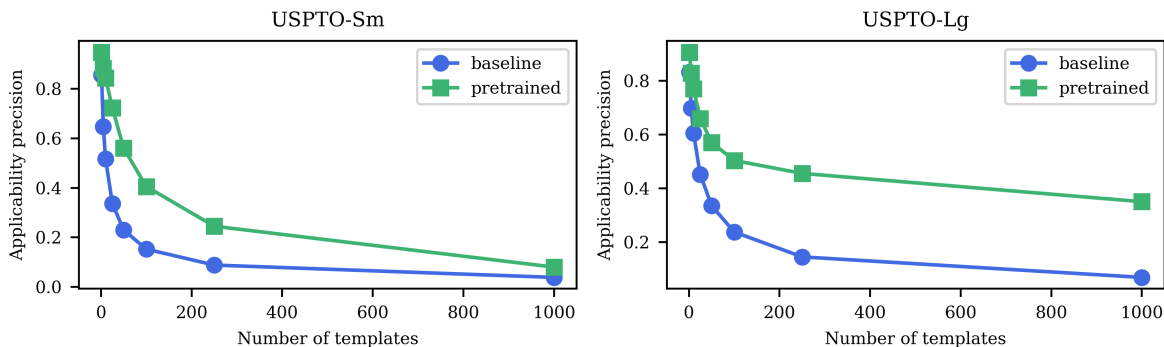 USPTO-Sm
Applicability precision
0.8
0.6
0.4
0.2
0.0
0 200 400 600 800 1000
Number of templates
baseline
pretrained
USPTO-Lg
Applicability precision
0.8
0.6
0.4
0.2
0 200 400 600 800 1000
Number of templates
baseline
pretrained